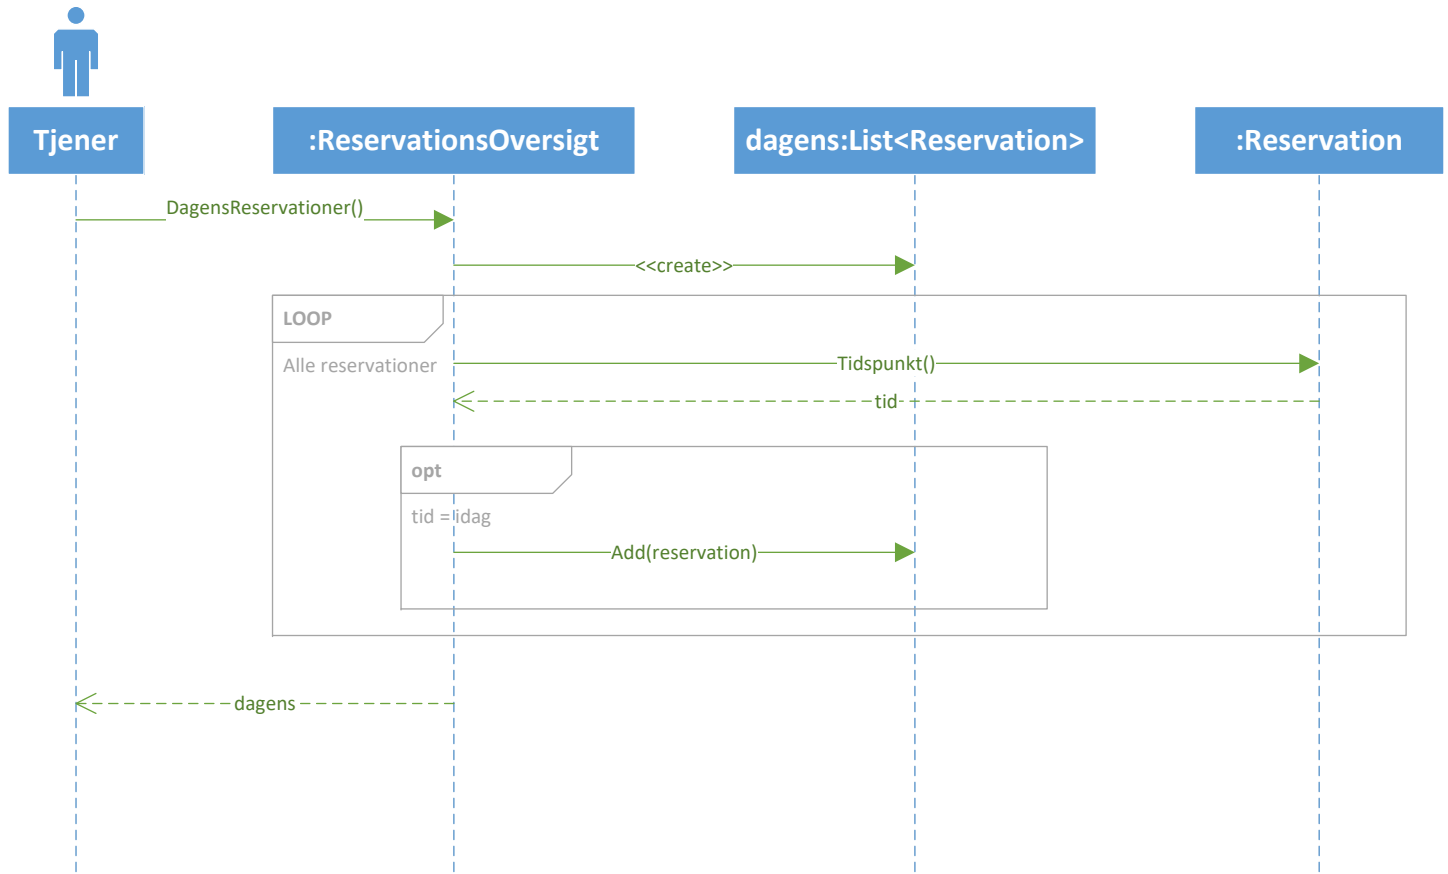 Tjener
:ReservationsOversigt
dagens:List<Reservation>
:Reservation
DagensReservationer()
<<create>>
LOOP
Alle reservationer
Tidspunkt()
tid
opt
tid = idag
Add(reservation)
dagens